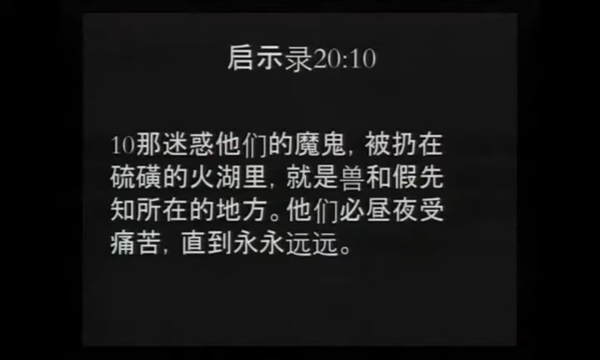 启示录20:10
10那迷惑他们的魔鬼, 被扔在
硫磺的火湖里, 就是兽和假先
知所在的地方。他们必昼夜受
痛苦, 直到永永远远。